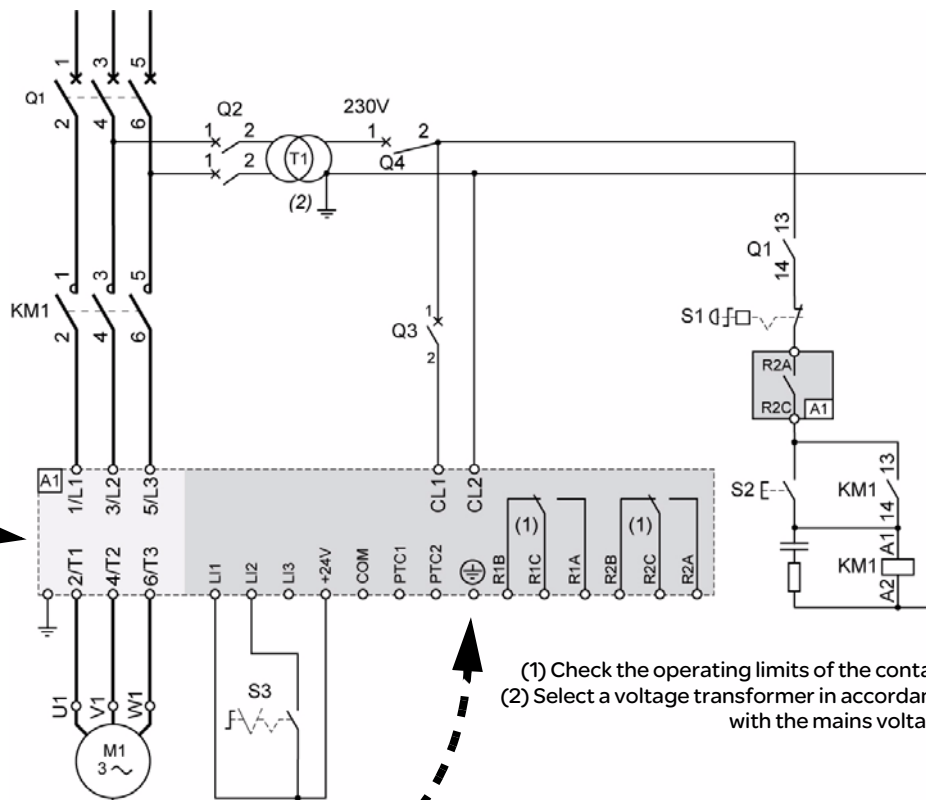 1 3 5
Q1
2 4 6
Q2
1 2
1 2
T1
(2)
230V
1 2
Q4
13
Q1
14
1 3 5
KM1
2 4 6
1
Q3
2
S1
R2A
R2C A1
13
S2
KM1
14
A1
KM1
A2
A1
1/L1 3/L2 5/L3 CL1 CL2
(1) (1)
2/T1 4/T2 6/T3 LI1 LI2 LI3 +24V COM PTC1 PTC2 R1B R1C R1A R2B R2C R2A
S3
U1 V1 W1
M1
3 ~
(1) Check the operating limits of the
(2) Select a voltage transformer in
with the mains